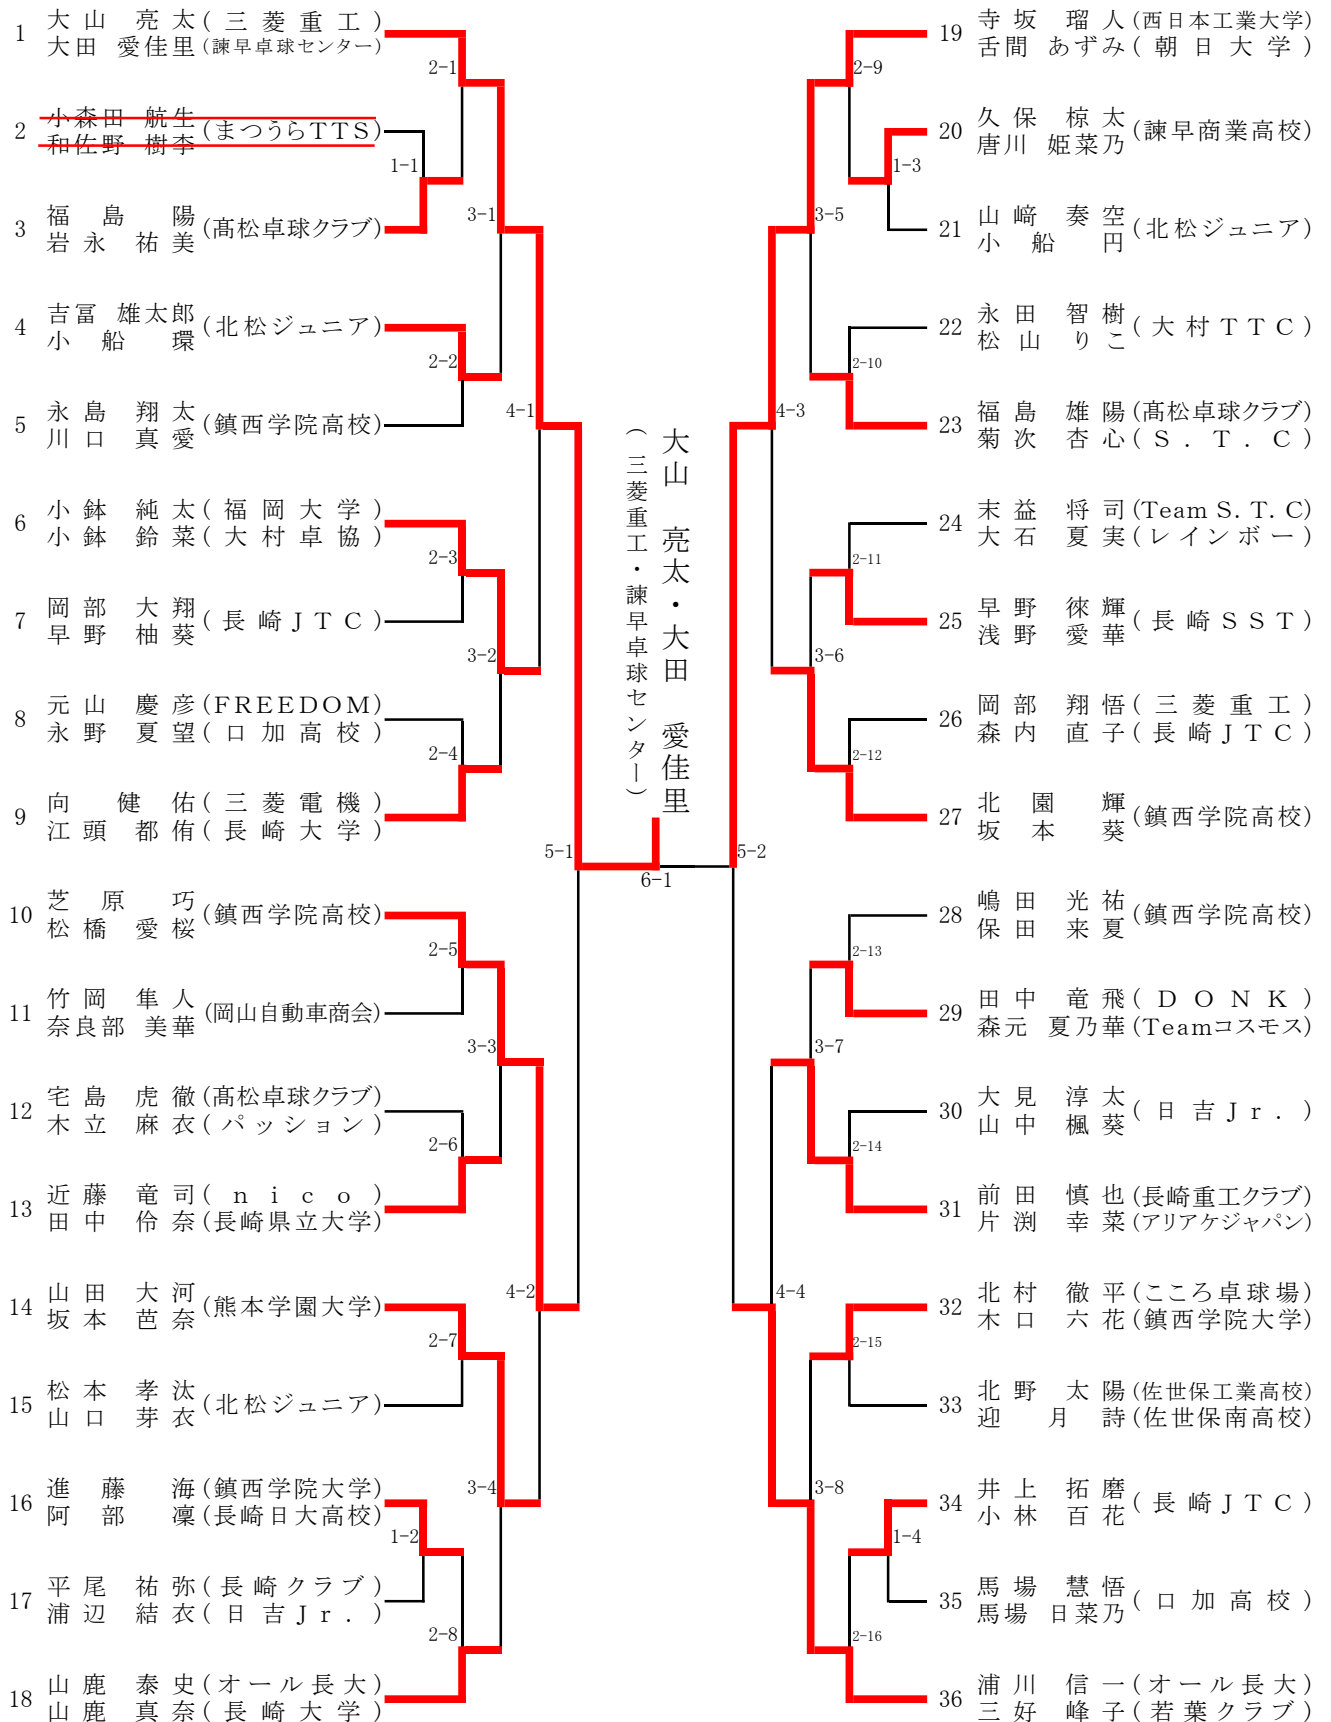 1 大山 亮太 (三菱重工)
大田 愛佳里 (諫早卓球センター)
2 小森田 航生 (まつうらTTS)
和佐野 樹李
3 福島 陽 (髙松卓球クラブ)
岩永 祐美
4 吉冨 雄太郎 (北松ジュニア)
小船 環
5 永島 翔太 (鎮西学院高校)
川口 真愛
6 小鉢 純太 (福岡大学)
小鉢 鈴菜 (大村卓協)
7 岡部 大翔 (長崎JTC)
早野 柚葵
8 元山 慶彦 (FREEDOM)
永野 夏望 (口加高校)
9 向 健佑 (三菱電機)
江頭 都侑 (長崎大学)
10 芝原 巧 (鎮西学院高校)
松橋 愛桜
11 竹岡 隼人 (岡山自動車商会)
奈良部 美華
12 宅島 虎徹 (髙松卓球クラブ)
木立 麻衣 (パッション)
13 近藤 竜司 (nico)
田中 伶奈 (長崎県立大学)
14 山田 大河 (熊本学園大学)
坂本 芭奈
15 松本 孝汰 (北松ジュニア)
山口 芽衣
16 進藤 海 (鎮西学院大学)
阿部 凜 (長崎日大高校)
17 平尾 祐弥 (長崎クラブ)
浦辺 結衣 (日吉Jr.)
18 山鹿 泰史 (オール長大)
山鹿 真奈 (長崎大学)
1-1
1-2
2-1
2-2
2-3
2-4
2-5
2-6
2-7
2-8
3-1
3-2
3-3
3-4
4-1
4-2
5-1
大山 亮太・大田 愛佳里
(三菱重工・諫早卓球センター)
6-1
5-2
4-3
4-4
3-5
3-6
3-7
3-8
2-9
2-10
2-11
2-12
2-13
2-14
2-15
2-16
1-3
1-4
19 寺坂 瑠人 (西日本工業大学)
舌間 あずみ (朝日大学)
20 久保 椋太 (諫早商業高校)
唐川 姫菜乃
21 山﨑 奏空 (北松ジュニア)
小船 円
22 永田 智樹 (大村TTC)
松山 りこ
23 福島 雄陽 (髙松卓球クラブ)
菊次 杏心 (S.T.C)
24 末益 将司 (Team S.T.C)
大石 夏実 (レインボー)
25 早野 徠輝 (長崎SST)
浅野 愛華
26 岡部 翔悟 (三菱重工)
森内 直子 (長崎JTC)
27 北園 輝 (鎮西学院高校)
坂本 葵
28 嶋田 光祐 (鎮西学院高校)
保田 来夏
29 田中 竜飛 (DONK)
森元 夏乃華 (Teamコスモス)
30 大見 淳太 (日吉Jr.)
山中 楓葵
31 前田 慎也 (長崎重工クラブ)
片渕 幸菜 (アリアケジャパン)
32 北村 徹平 (こころ卓球場)
木口 六花 (鎮西学院大学)
33 北野 太陽 (佐世保工業高校)
迎 月詩 (佐世保南高校)
34 井上 拓磨 (長崎JTC)
小林 百花
35 馬場 慧悟 (口加高校)
馬場 日菜乃
36 浦川 信一 (オール長大)
三好 峰子 (若葉クラブ)